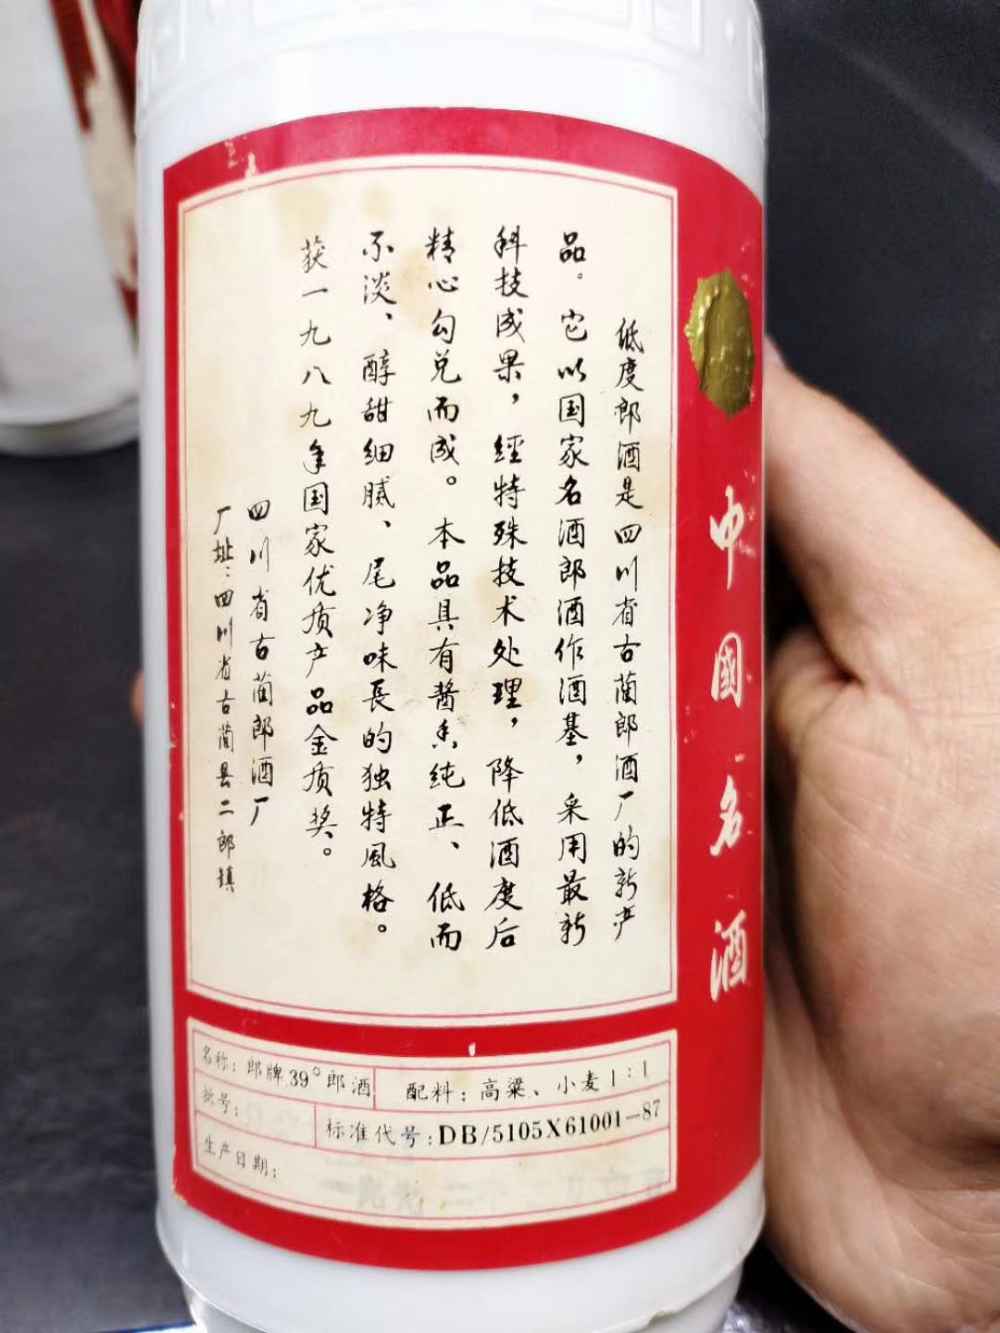 低度郎酒是四川省古蔺郎酒厂的新产
品。它以国家名酒郎酒作酒基，采用最新
科技成果，經特殊技术处理，降低酒度后
精心勾兑而成。本品具有酱香纯正、低而
不淡、醇甜细腻、尾净味長的独特風格。
获一九八九年国家优质产品金质奖。
四川省古蔺郎酒厂
厂址：四川省古蔺县二郎镇
中國名酒
名称：郎牌39°郎酒
配料：高粱、小麦1:1
批号：
标准代号：DB/5105X61001-87
生产日期：